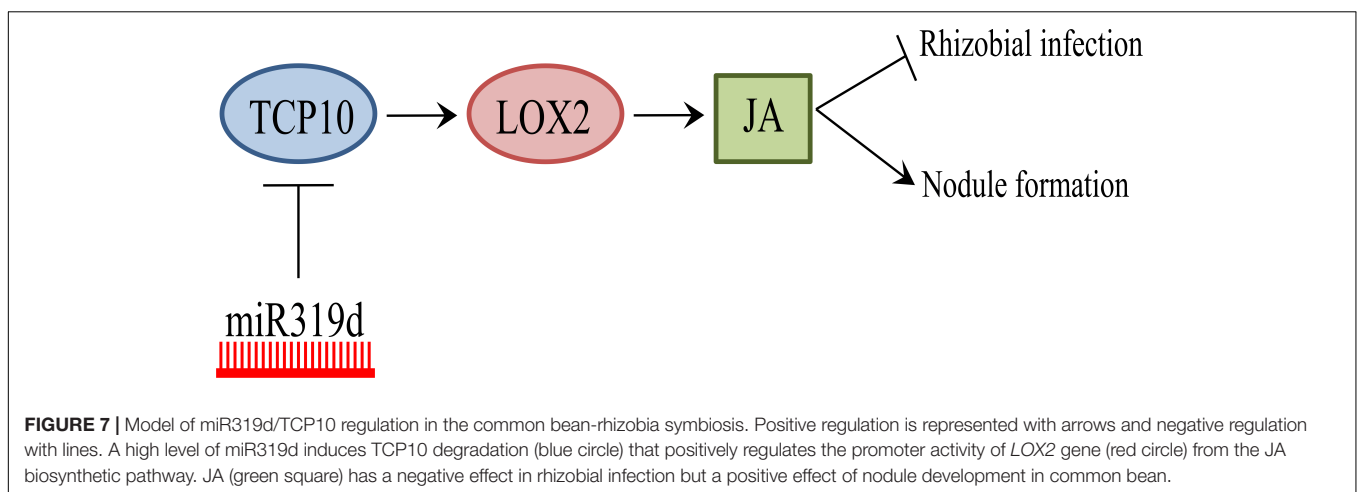 Rhizobial infection
TCP10
LOX2
JA
Nodule formation
miR319d
FIGURE 7 | Model of miR319d/TCP10 regulation in the common bean-rhizobia symbiosis. Positive regulation is represented with arrows and negative regulation
with lines. A high level of miR319d induces TCP10 degradation (blue circle) that positively regulates the promoter activity of LOX2 gene (red circle) from the JA
biosynthetic pathway. JA (green square) has a negative effect in rhizobial infection but a positive effect of nodule development in common bean.